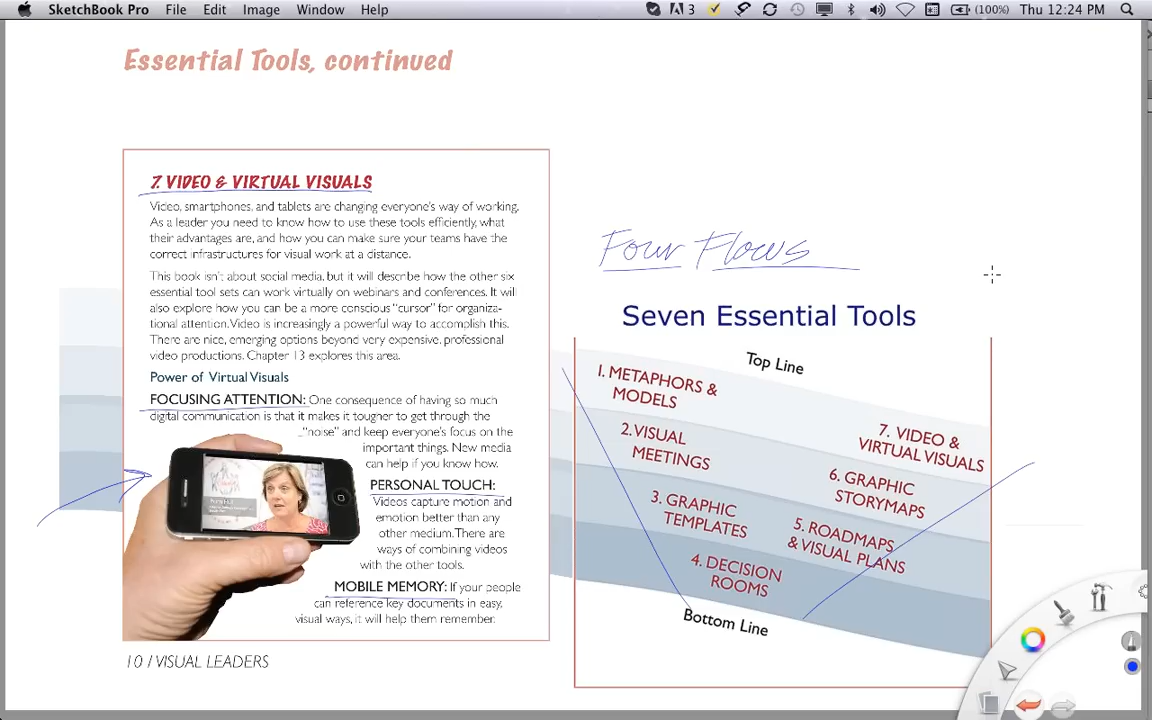 SketchBook Pro File Edit Image Window Help 3 (100%) Thu 12:24 PM
Essential Tools, continued
7. VIDEO & VIRTUAL VISUALS
Video, smartphones, and tablets are changing everyone's way of working.
As a leader you need to know how to use these tools efficiently, what
their advantages are, and how you can make sure your teams have the
correct infrastructures for visual work at a distance.
This book isn't about social media, but it will describe how the other six
essential tool sets can work virtually on webinars and conferences. It will
also explore how you can be a more conscious "cursor" for organiza-
tional attention. Video is increasingly a powerful way to accomplish this.
There are nice, emerging options beyond very expensive, professional
video productions. Chapter 13 explores this area.
Power of Virtual Visuals
FOCUSING ATTENTION: One consequence of having so much
digital communication is that it makes it tougher to get through the
"noise" and keep everyone's focus on the
important things. New media
can help if you know how.
PERSONAL TOUCH:
Videos capture motion and
emotion better than any
other medium. There are
ways of combining videos
with the other tools.
MOBILE MEMORY: If your people
can reference key documents in easy,
visual ways, it will help them remember.
10 / VISUAL LEADERS
Four Flows
Seven Essential Tools
Top Line
1. METAPHORS &
MODELS
2. VISUAL
MEETINGS
3. GRAPHIC
TEMPLATES
4. DECISION
ROOMS
5. ROADMAPS
& VISUAL PLANS
6. GRAPHIC
STORYMAPS
7. VIDEO &
VIRTUAL VISUALS
Bottom Line